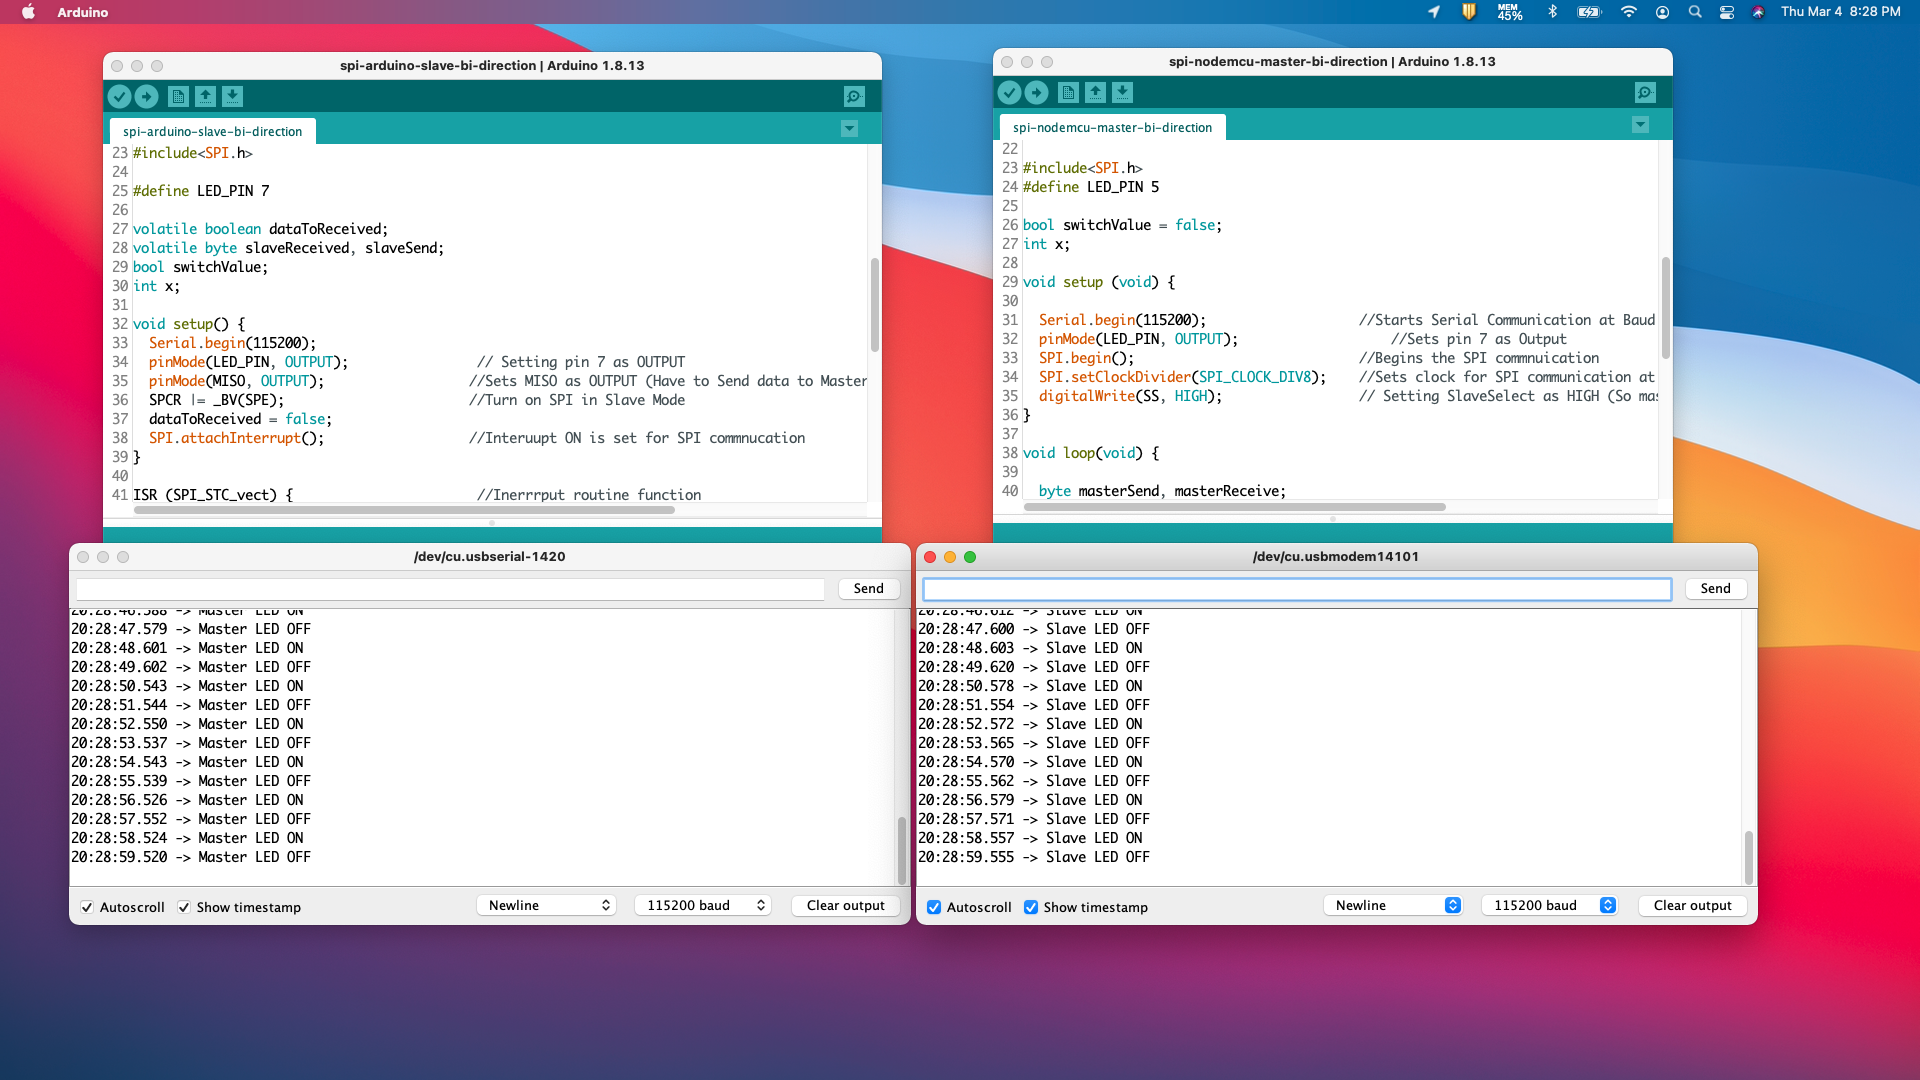 Arduino
MEM
45%
Thu Mar 4 8:28 PM
spi-arduino-slave-bi-direction | Arduino 1.8.13
spi-arduino-slave-bi-direction
23 #include<SPI.h>
24
25 #define LED_PIN 7
26
27 volatile boolean dataToReceived;
28 volatile byte slaveReceived, slaveSend;
29 bool switchValue;
30 int x;
31
32 void setup() {
33 Serial.begin(115200);
34 pinMode(LED_PIN, OUTPUT); // Setting pin 7 as OUTPUT
35 pinMode(MISO, OUTPUT); //Sets MISO as OUTPUT (Have to Send data to Master
36 SPCR |= _BV(SPE); //Turn on SPI in Slave Mode
37 dataToReceived = false;
38 SPI.attachInterrupt(); //Interuupt ON is set for SPI commnucation
39 }
40
41 ISR (SPI_STC_vect) { //Inerrrput routine function
spi-nodemcu-master-bi-direction | Arduino 1.8.13
spi-nodemcu-master-bi-direction
22
23 #include<SPI.h>
24 #define LED_PIN 5
25
26 bool switchValue = false;
27 int x;
28
29 void setup (void) {
30
31 Serial.begin(115200); //Starts Serial Communication at Baud
32 pinMode(LED_PIN, OUTPUT); //Sets pin 7 as Output
33 SPI.begin(); //Begins the SPI commnuication
34 SPI.setClockDivider(SPI_CLOCK_DIV8); //Sets clock for SPI communication at
35 digitalWrite(SS, HIGH); // Setting SlaveSelect as HIGH (So mas
36 }
37
38 void loop(void) {
39
40 byte masterSend, masterReceive;
/dev/cu.usbserial-1420
Send
20:28:46.588 -> Master LED ON
20:28:47.579 -> Master LED OFF
20:28:48.601 -> Master LED ON
20:28:49.602 -> Master LED OFF
20:28:50.543 -> Master LED ON
20:28:51.544 -> Master LED OFF
20:28:52.550 -> Master LED ON
20:28:53.537 -> Master LED OFF
20:28:54.543 -> Master LED ON
20:28:55.539 -> Master LED OFF
20:28:56.526 -> Master LED ON
20:28:57.552 -> Master LED OFF
20:28:58.524 -> Master LED ON
20:28:59.520 -> Master LED OFF
Autoscroll Show timestamp Newline 115200 baud Clear output
/dev/cu.usbmodem14101
Send
20:28:46.612 -> Slave LED ON
20:28:47.600 -> Slave LED OFF
20:28:48.603 -> Slave LED ON
20:28:49.620 -> Slave LED OFF
20:28:50.578 -> Slave LED ON
20:28:51.554 -> Slave LED OFF
20:28:52.572 -> Slave LED ON
20:28:53.565 -> Slave LED OFF
20:28:54.570 -> Slave LED ON
20:28:55.562 -> Slave LED OFF
20:28:56.579 -> Slave LED ON
20:28:57.571 -> Slave LED OFF
20:28:58.557 -> Slave LED ON
20:28:59.555 -> Slave LED OFF
Autoscroll Show timestamp Newline 115200 baud Clear output